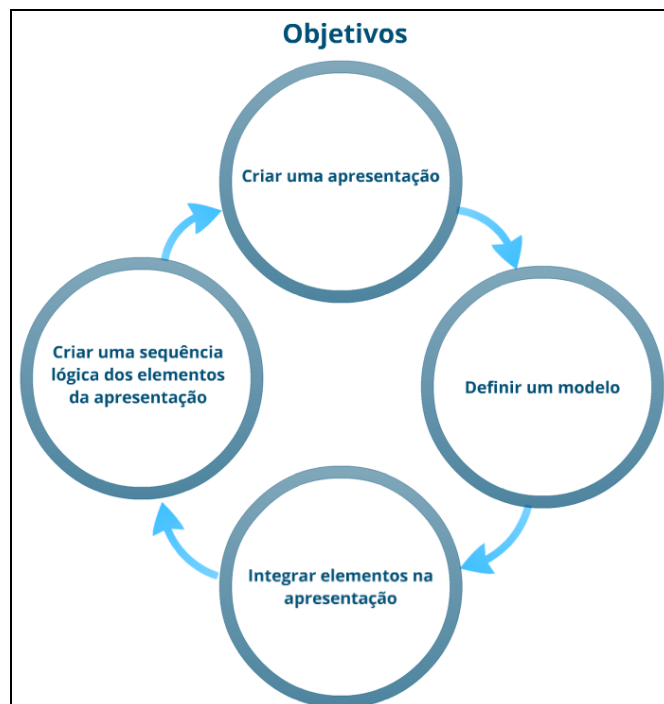 Objetivos
Criar uma apresentação
Definir um modelo
Integrar elementos na
apresentação
Criar uma sequência
lógica dos elementos
da apresentação